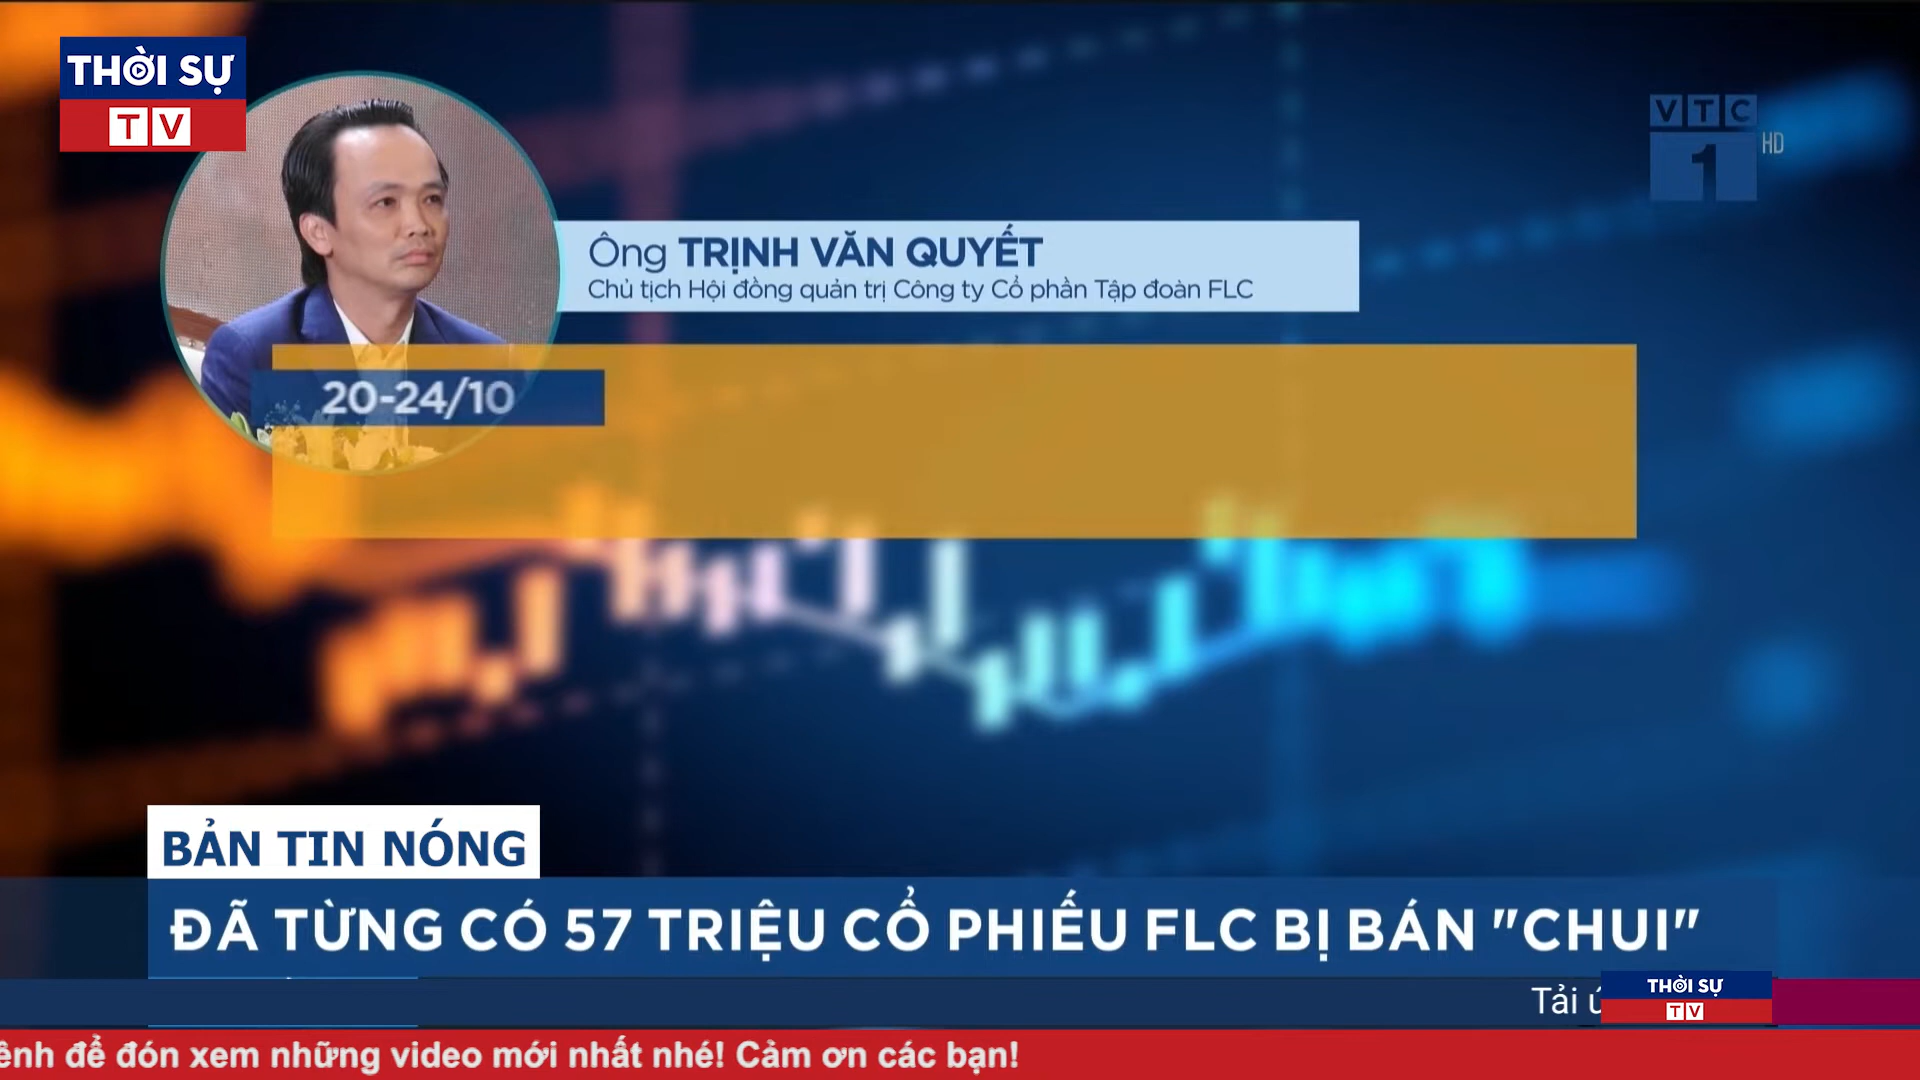 THỜI SỰ
TV
VTC
1
HD
Ông TRỊNH VĂN QUYẾT
Chủ tịch Hội đồng quản trị Công ty Cổ phần Tập đoàn FLC
20-24/10
BẢN TIN NÓNG
ĐÃ TỪNG CÓ 57 TRIỆU CỔ PHIẾU FLC BỊ BÁN "CHUI"
Tải
THỜI SỰ
TV
để đón xem những video mới nhất nhé! Cảm ơn các bạn!